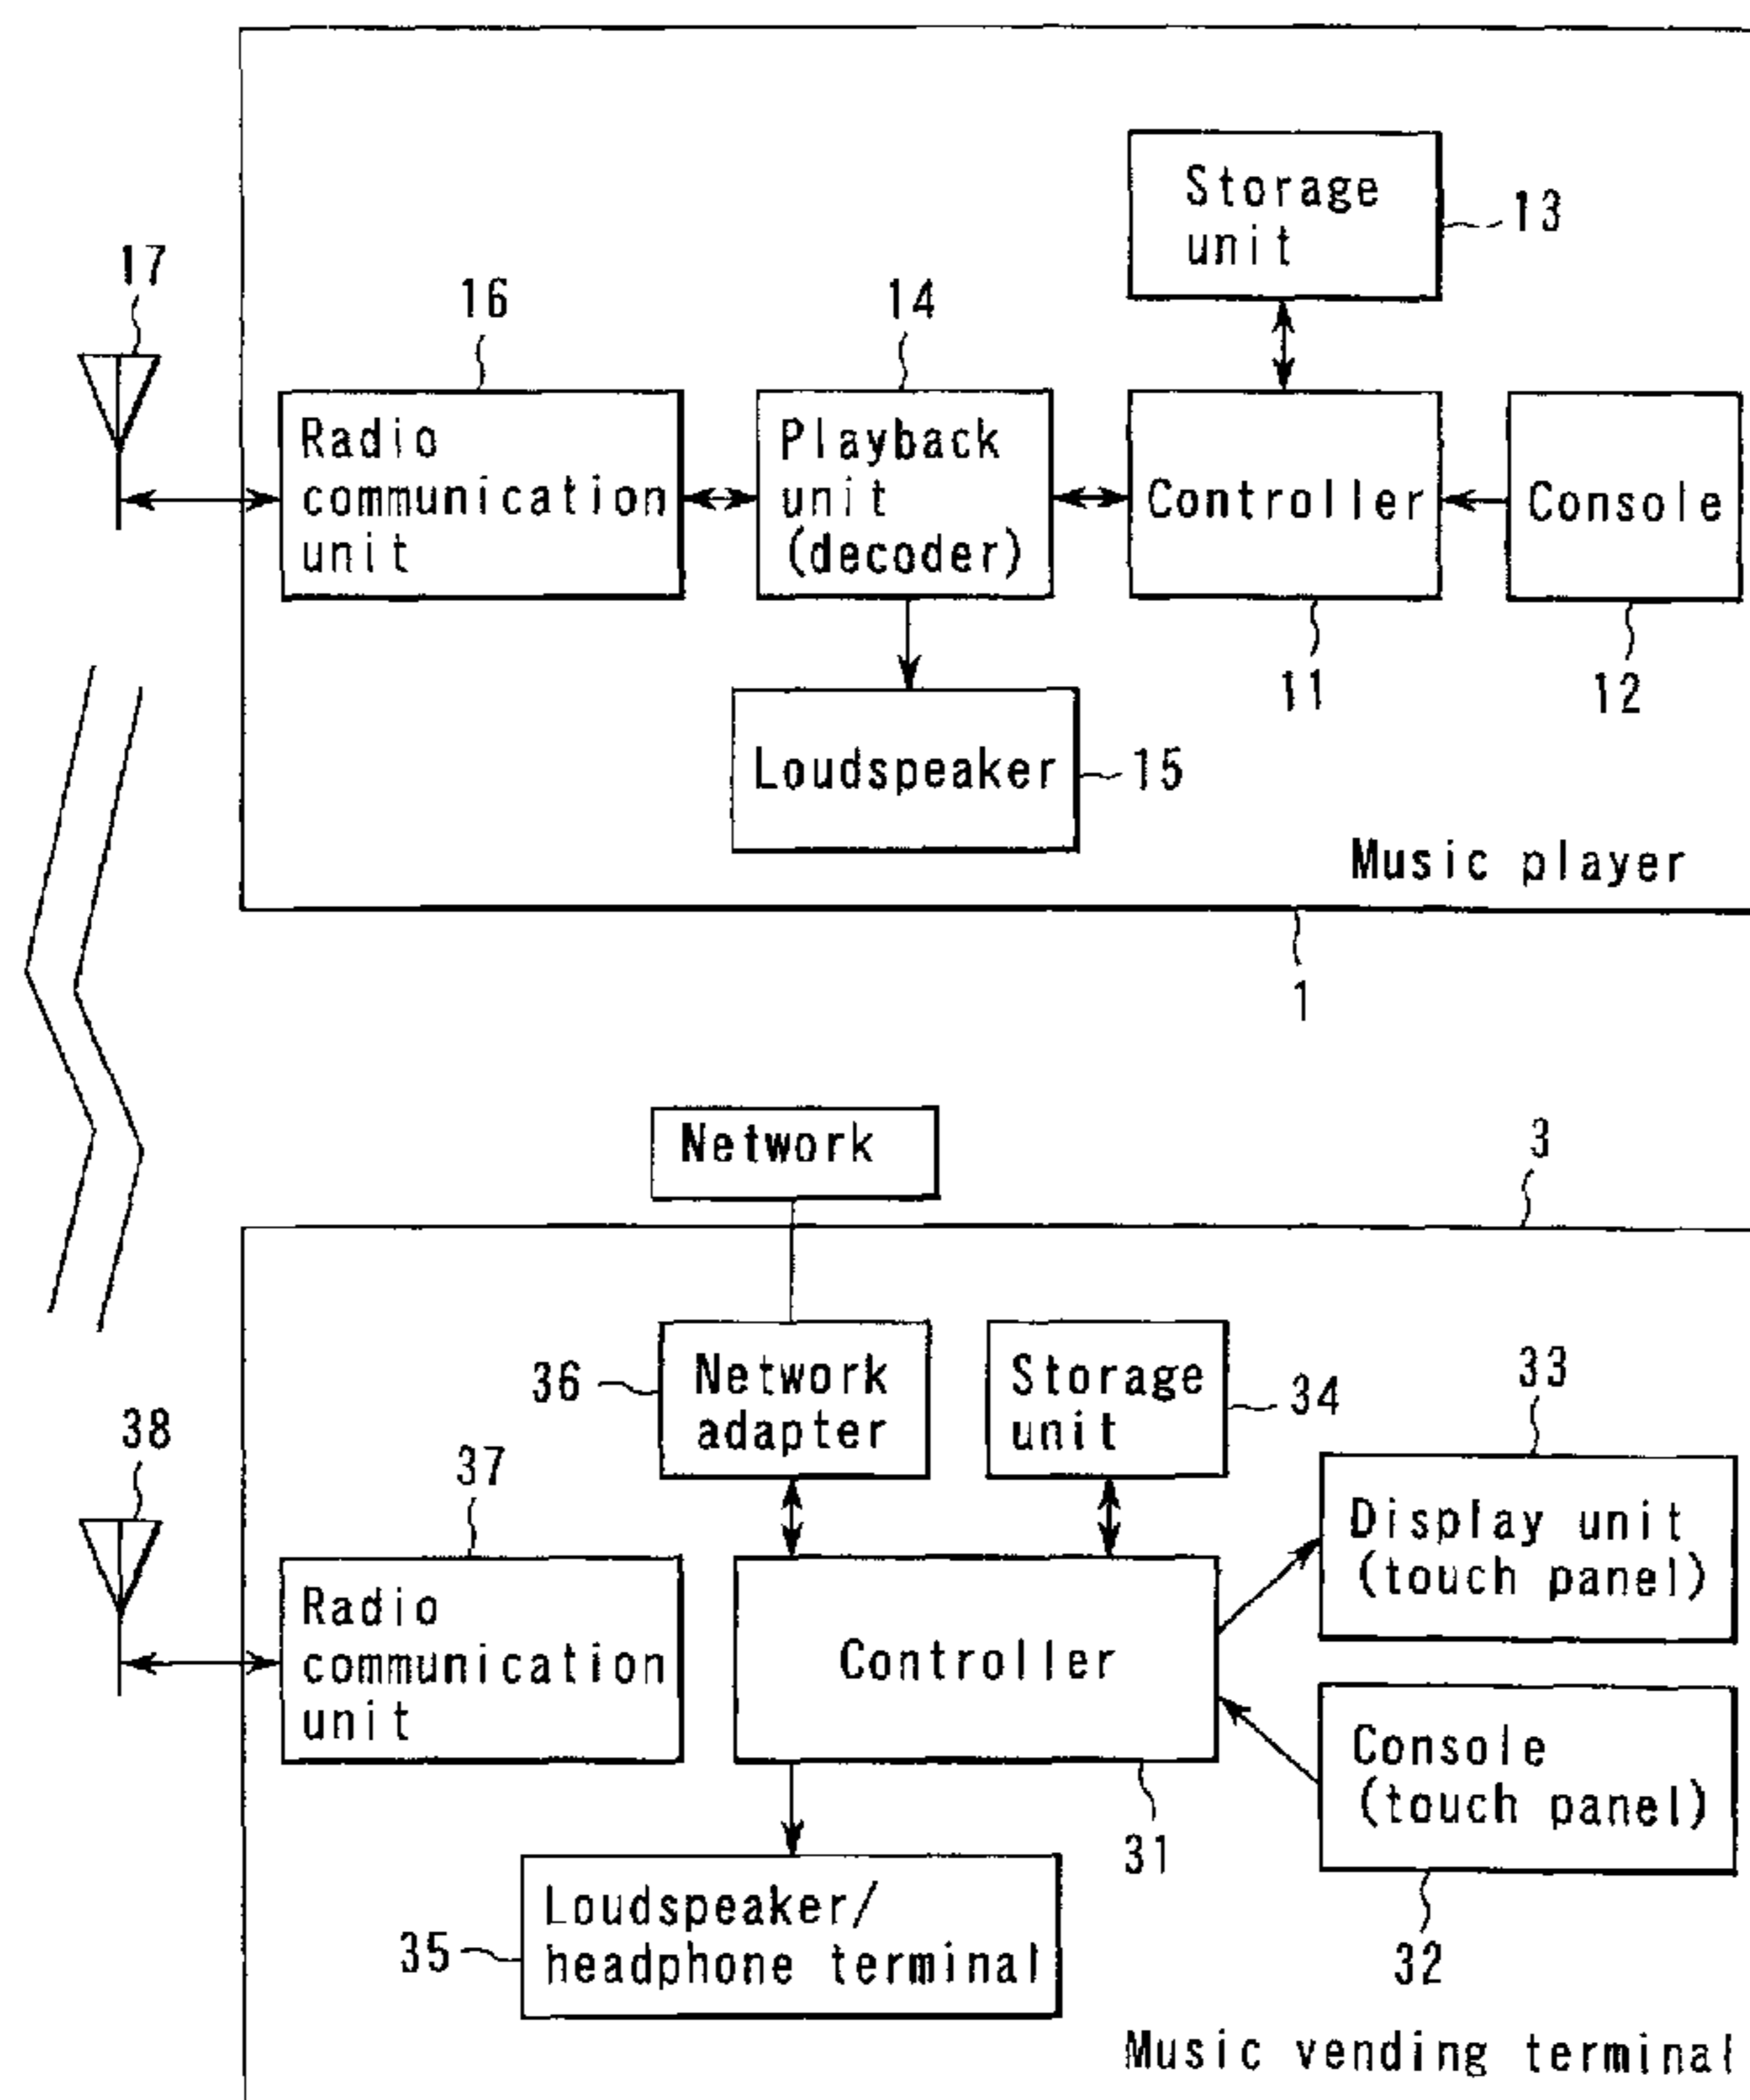 Storage
unit
13
17
16
14
Radio
communication
unit
Playback
unit
(decoder)
Controller
Console
11
12
Loudspeaker
15
Music player
1
Network
3
36
Network
adapter
Storage
unit
34
33
38
37
Display unit
(touch panel)
Radio
communication
unit
Controller
Console
(touch panel)
31
32
35
Loudspeaker/
headphone terminal
Music vending terminal